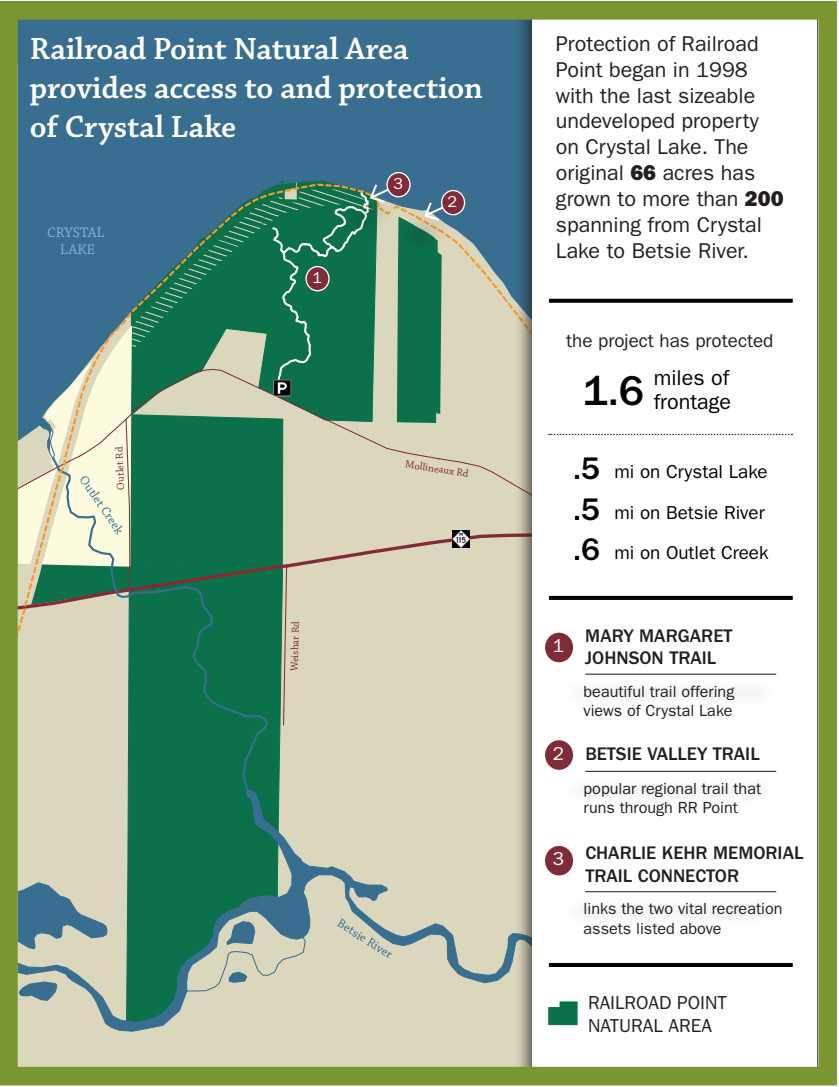 Railroad Point Natural Area
provides access to and protection
of Crystal Lake
CRYSTAL
LAKE
3
2
1
P
Outlet Rd
Outlet Creek
Mollineaux Rd
115
Weishar Rd
Betsie River
Protection of Railroad
Point began in 1998
with the last sizeable
undeveloped property
on Crystal Lake. The
original 66 acres has
grown to more than 200
spanning from Crystal
Lake to Betsie River.
the project has protected
1.6 miles of
frontage
.5 mi on Crystal Lake
.5 mi on Betsie River
.6 mi on Outlet Creek
1 MARY MARGARET
JOHNSON TRAIL
beautiful trail offering
views of Crystal Lake
2 BETSIE VALLEY TRAIL
popular regional trail that
runs through RR Point
3 CHARLIE KEHR MEMORIAL
TRAIL CONNECTOR
links the two vital recreation
assets listed above
RAILROAD POINT
NATURAL AREA